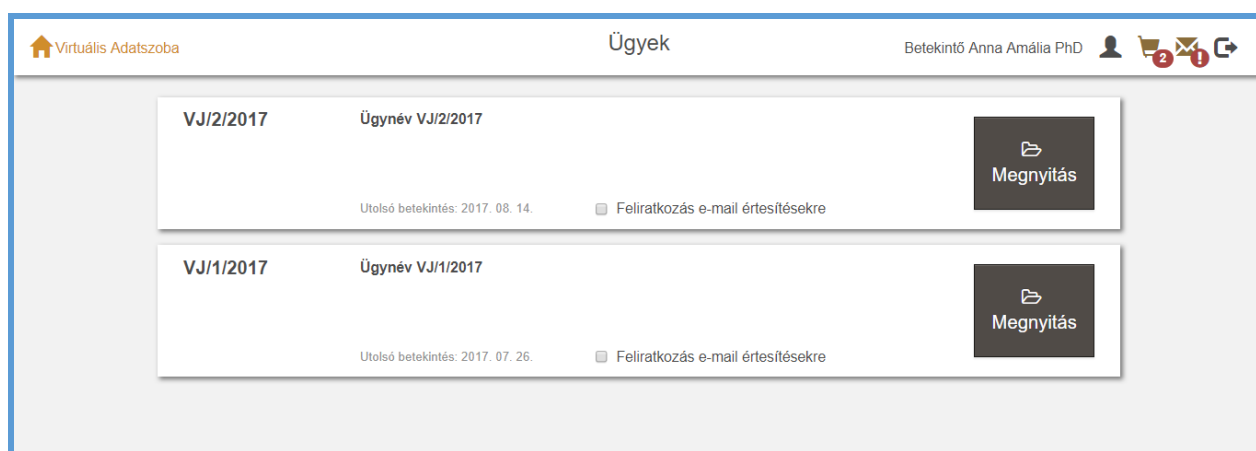 Virtuális Adatszoba Ügyek Betekintő Anna Amália PhD 2 !
VJ/2/2017 Ügynév VJ/2/2017
Megnyitás
Utolsó betekintés: 2017. 08. 14. Feliratkozás e-mail értesítésekre
VJ/1/2017 Ügynév VJ/1/2017
Megnyitás
Utolsó betekintés: 2017. 07. 26. Feliratkozás e-mail értesítésekre